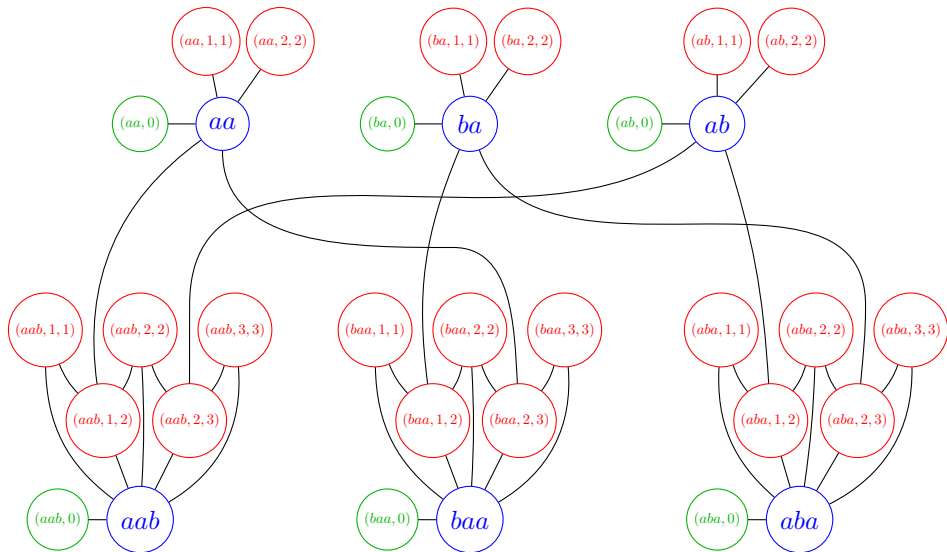 (aa, 1, 1) (aa, 2, 2) (ba, 1, 1) (ba, 2, 2) (ab, 1, 1) (ab, 2, 2)
(aa, 0) aa (ba, 0) ba (ab, 0) ab
(aab, 1, 1) (aab, 2, 2) (aab, 3, 3) (baa, 1, 1) (baa, 2, 2) (baa, 3, 3) (aba, 1, 1) (aba, 2, 2) (aba, 3, 3)
(aab, 1, 2) (aab, 2, 3) (baa, 1, 2) (baa, 2, 3) (aba, 1, 2) (aba, 2, 3)
(aab, 0) aab (baa, 0) baa (aba, 0) aba